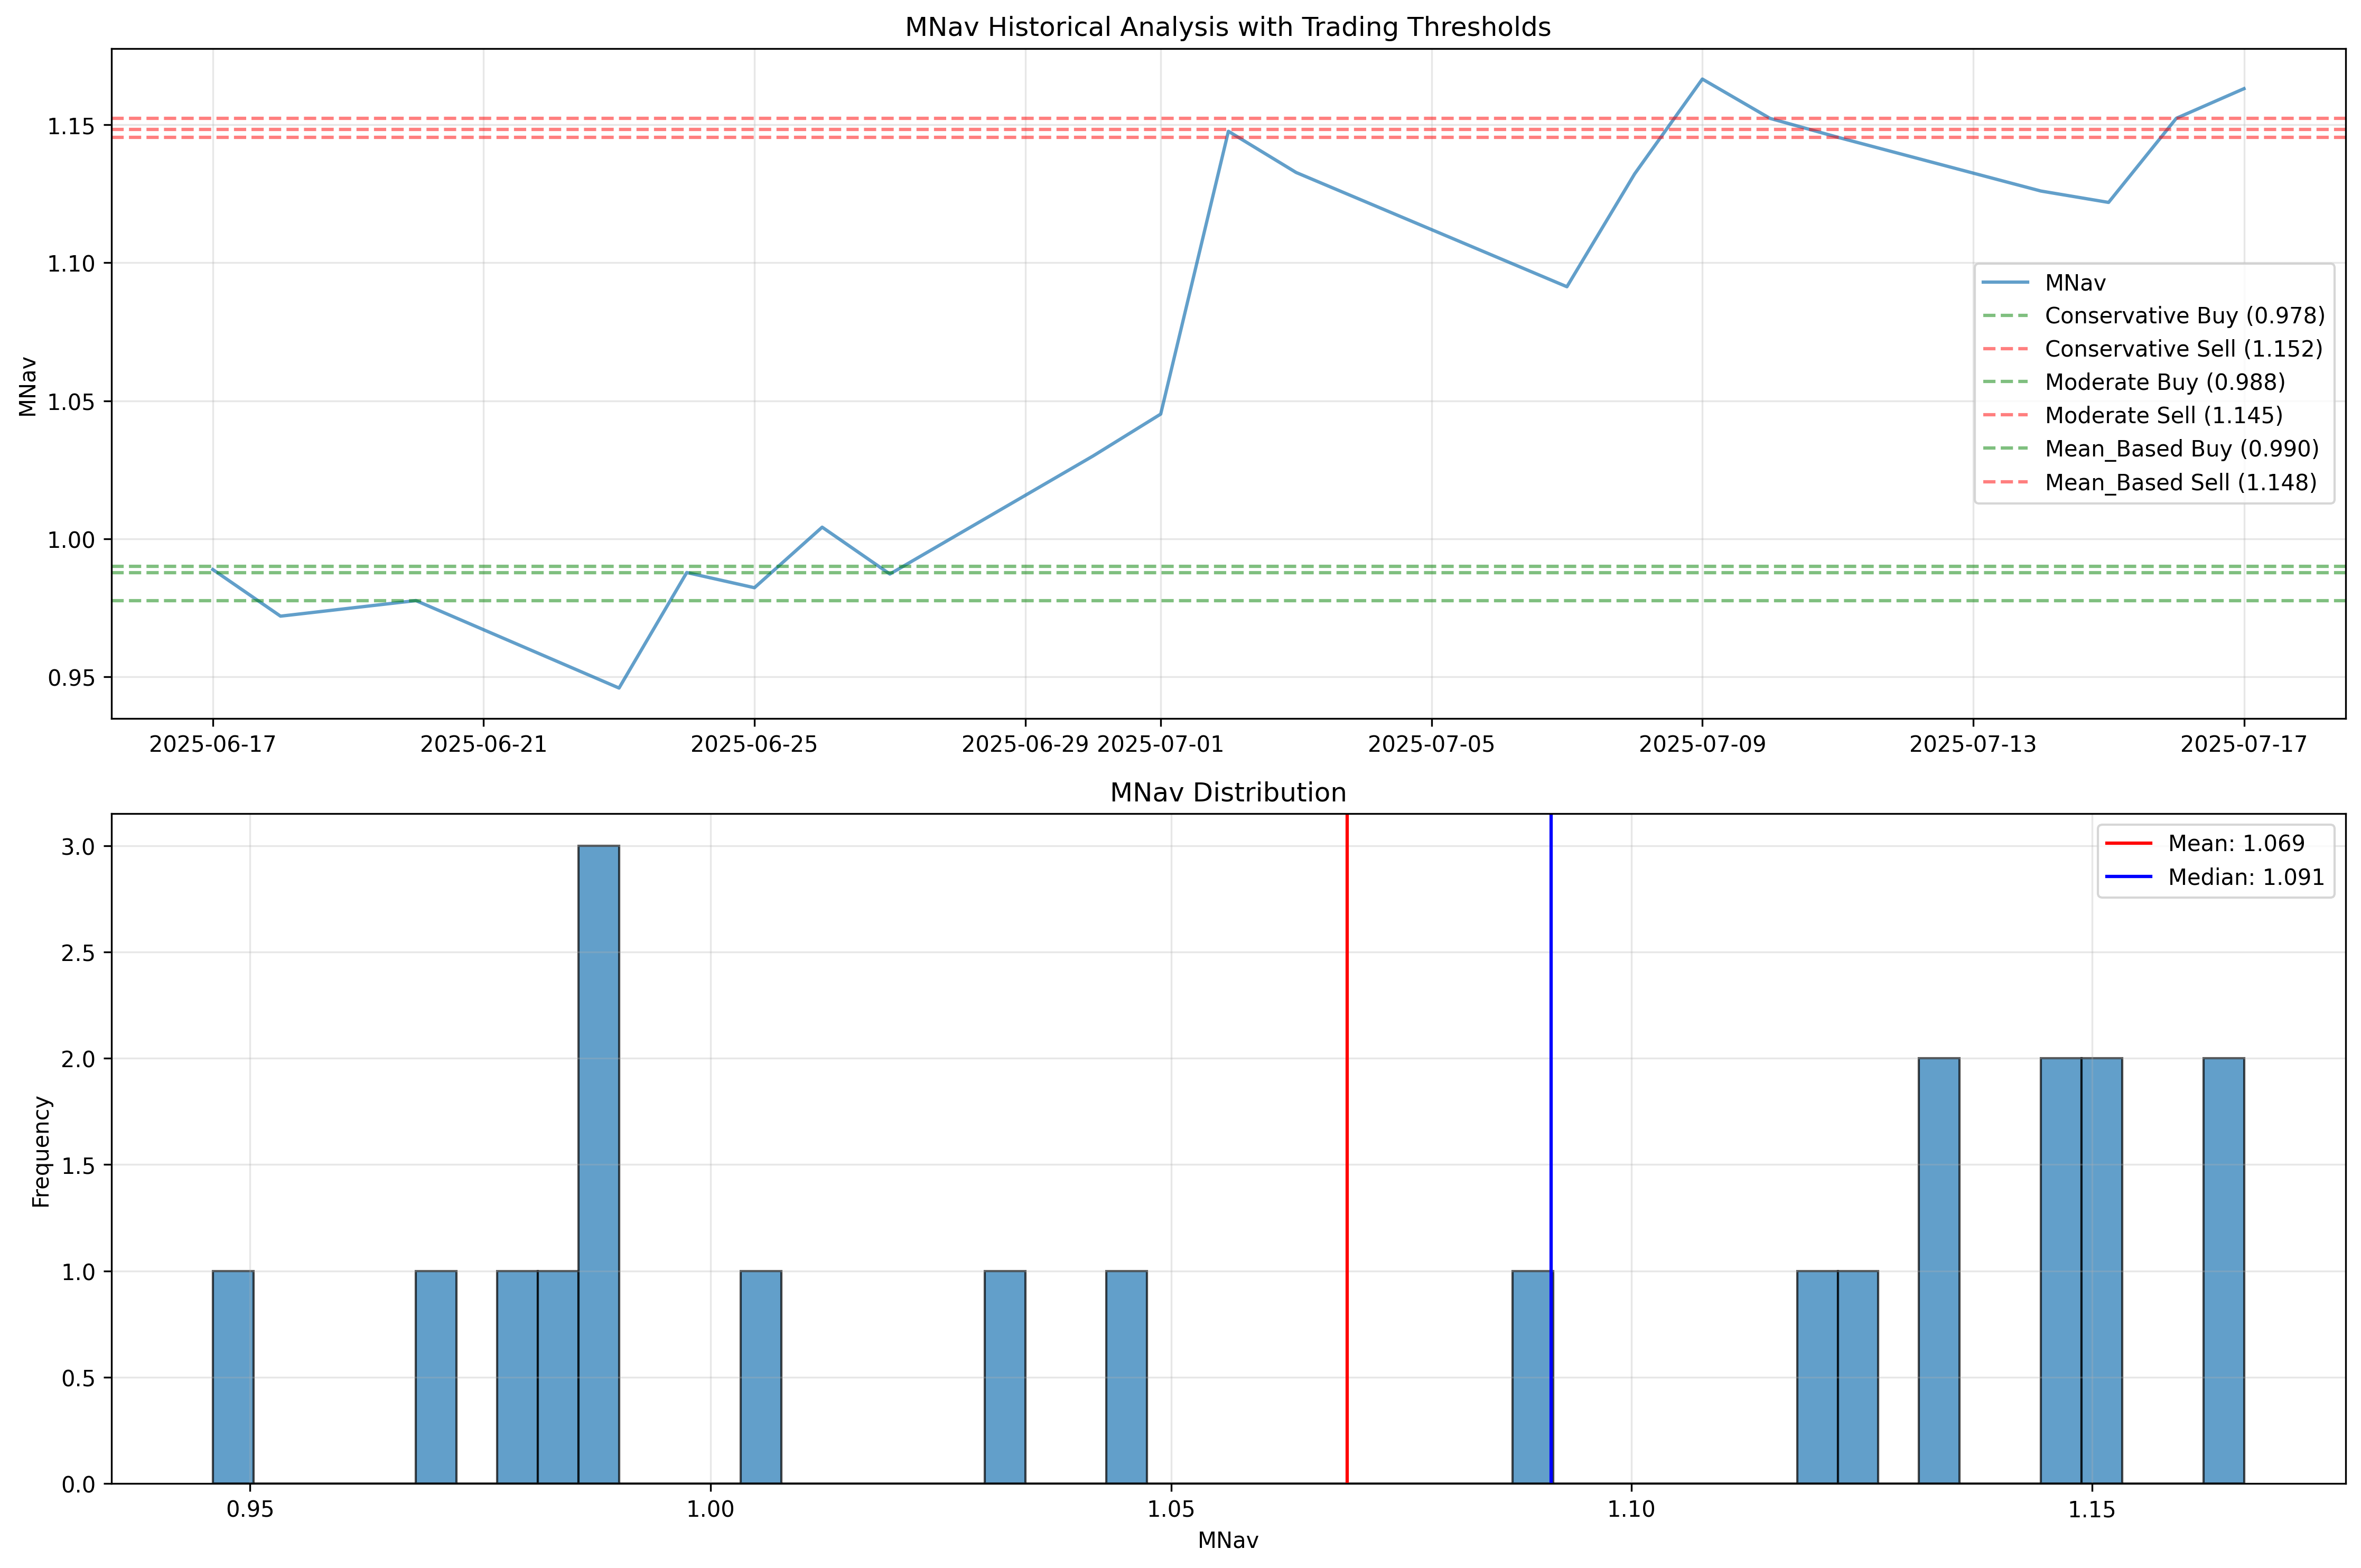 MNav Historical Analysis with Trading Thresholds
MNav
1.15
1.10
1.05
1.00
0.95
MNav
Conservative Buy (0.978)
Conservative Sell (1.152)
Moderate Buy (0.988)
Moderate Sell (1.145)
Mean_Based Buy (0.990)
Mean_Based Sell (1.148)
2025-06-17 2025-06-21 2025-06-25 2025-06-29 2025-07-01 2025-07-05 2025-07-09 2025-07-13 2025-07-17
MNav Distribution
Frequency
3.0
2.5
2.0
1.5
1.0
0.5
0.0
Mean: 1.069
Median: 1.091
0.95 1.00 1.05 1.10 1.15
MNav